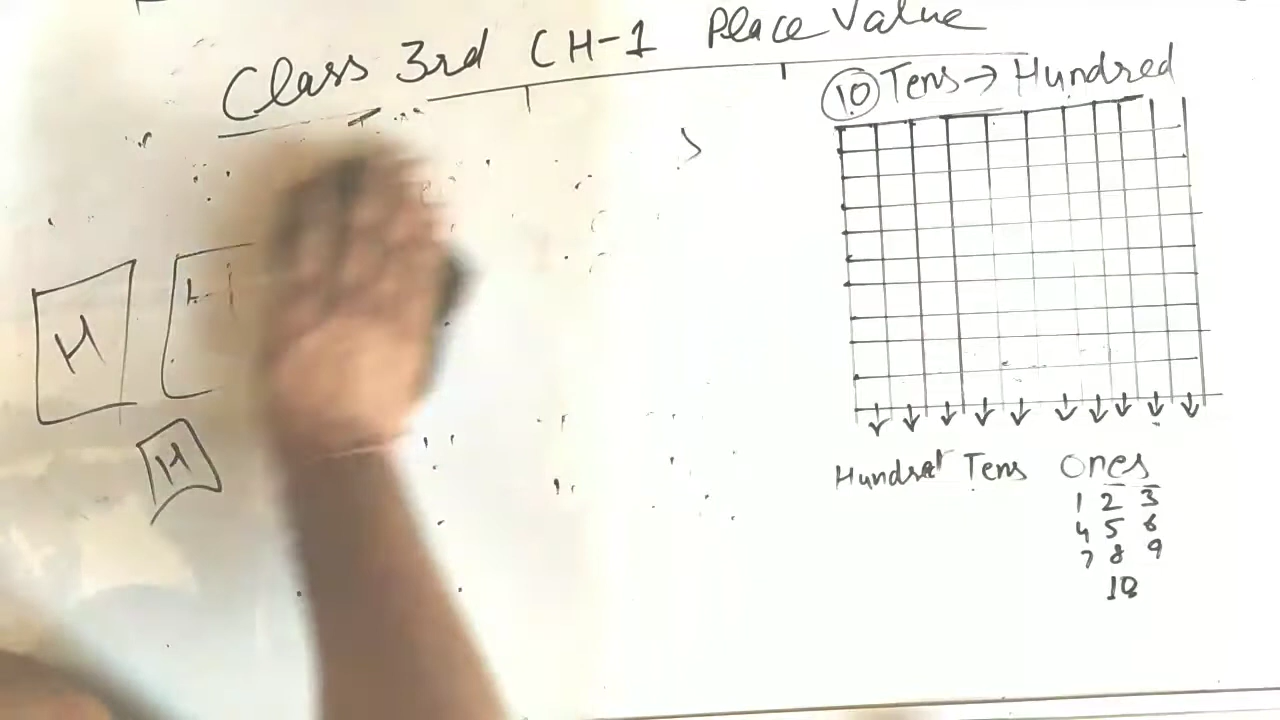 Class 3rd CH-1 Place Value
10 Tens → Hundred
H
H
Hundred Tens Ones
1 2 3
4 5 6
7 8 9
10